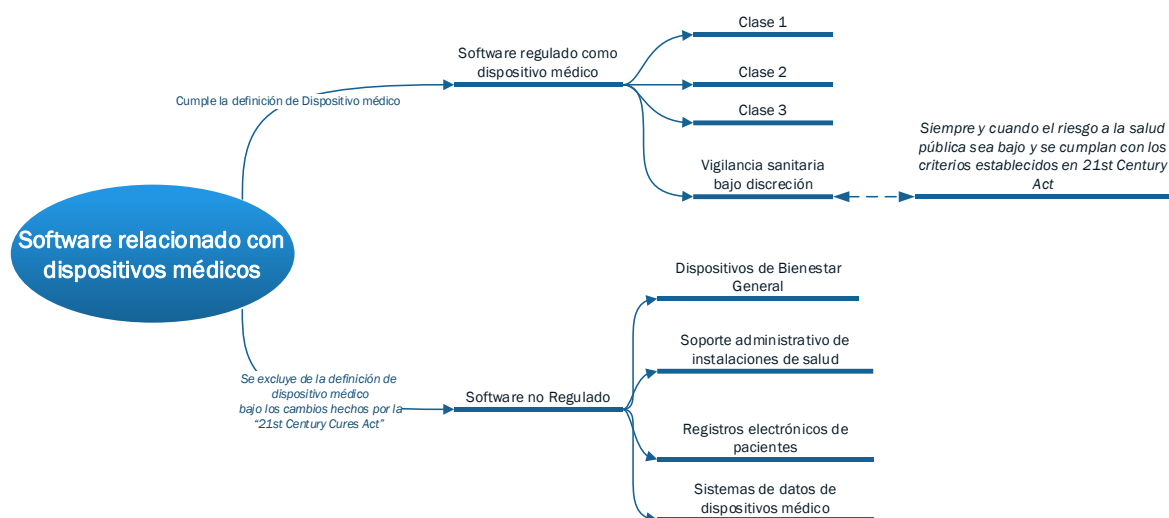 Software relacionado con
dispositivos médicos
Cumple la definición de Dispositivo médico
Software regulado como
dispositivo médico
Clase 1
Clase 2
Clase 3
Vigilancia sanitaria
bajo discreción
Siempre y cuando el riesgo a la salud
pública sea bajo y se cumplan con los
criterios establecidos en 21st Century
Act
Se excluye de la definición de
dispositivo médico
bajo los cambios hechos por la
“21st Century Cures Act”
Software no Regulado
Dispositivos de Bienestar
General
Soporte administrativo de
instalaciones de salud
Registros electrónicos de
pacientes
Sistemas de datos de
dispositivos médico